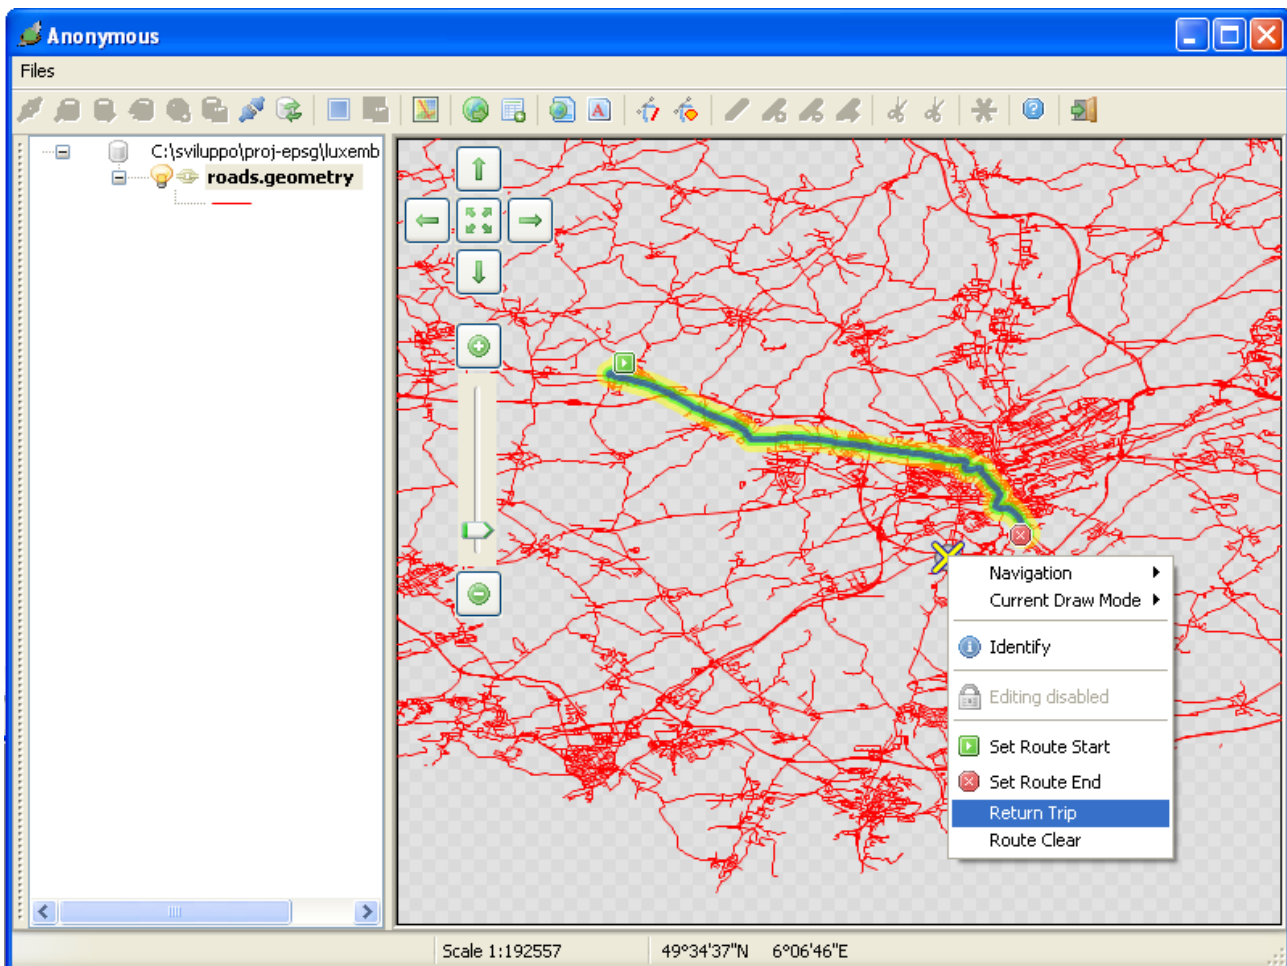 Anonymous
Files
C:\sviluppo\proj-epsg\luxemb
roads.geometry
Navigation
Current Draw Mode
Identify
Editing disabled
Set Route Start
Set Route End
Return Trip
Route Clear
Scale 1:192557 49°34'37"N 6°06'46"E